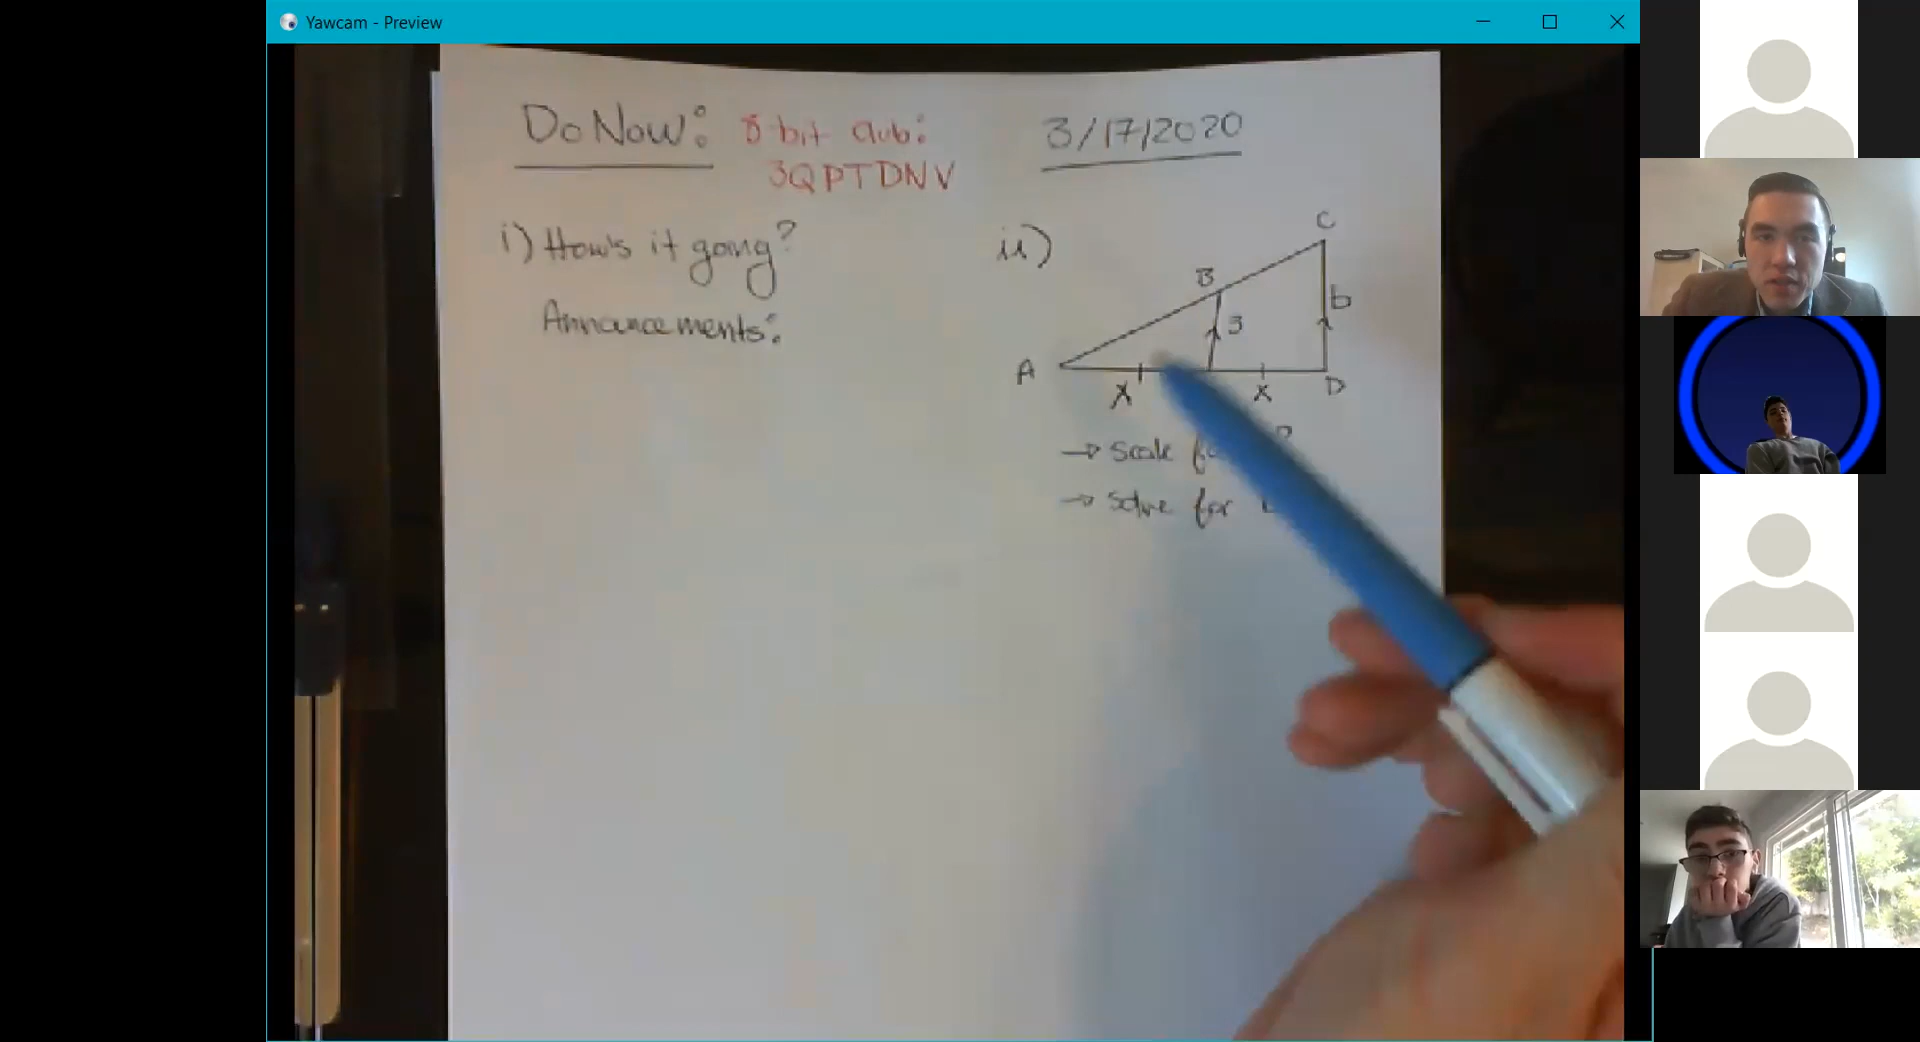 Yawcam - Preview
Do Now: 8-bit club: 3/17/2020
3QPTDNV
i) How's it going? ii)
Annancements:
C
B
b
3
A
X
X
D
→ Scale
→ Solve for